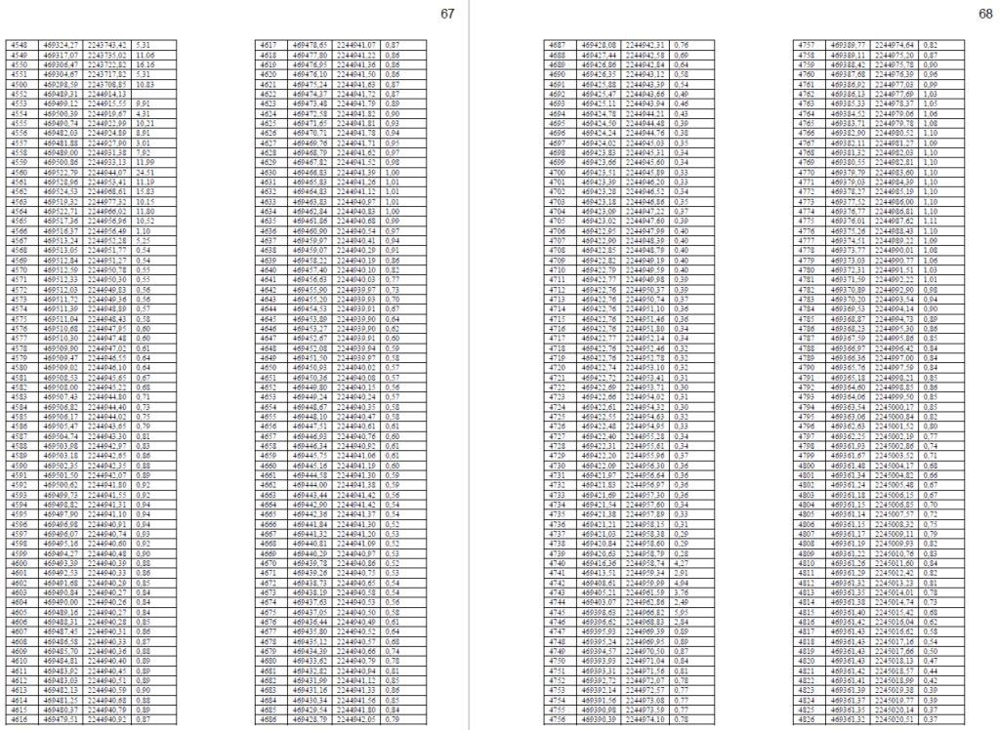 67
4548 469324,27 2243743,42 5,31
4549 469317,07 2243735,02 11,06
4550 469306,47 2243722,82 16,16
4551 469304,67 2243717,82 5,31
4500 469298,59 2243708,85 10,83
4552 469489,31 2244914,13
4553 469499,12 2244915,55 9,91
4554 469500,39 2244919,67 4,31
4555 469490,74 2244922,99 10,21
4556 469482,03 2244924,89 8,91
4557 469481,88 2244927,90 3,01
4558 469489,00 2244931,38 7,92
4559 469500,86 2244933,13 11,99
4560 469522,79 2244944,07 24,51
4561 469528,96 2244953,41 11,19
4562 469524,53 2244968,61 15,83
4563 469519,32 2244977,32 10,15
4564 469522,71 2244966,02 11,80
4565 469517,36 2244956,96 10,52
4566 469516,37 2244956,49 1,10
4567 469513,24 2244952,28 5,25
4568 469513,05 2244951,77 0,54
4569 469512,84 2244951,27 0,54
4570 469512,59 2244950,78 0,55
4571 469512,33 2244950,30 0,55
4572 469512,03 2244949,83 0,56
4573 469511,72 2244949,36 0,56
4574 469511,39 2244948,89 0,57
4575 469511,04 2244948,43 0,58
4576 469510,68 2244947,95 0,60
4577 469510,30 2244947,48 0,60
4578 469509,90 2244947,02 0,61
4579 469509,47 2244946,55 0,64
4580 469509,02 2244946,10 0,64
4581 469508,53 2244945,65 0,67
4582 469508,00 2244945,22 0,68
4583 469507,43 2244944,80 0,71
4584 469506,82 2244944,40 0,73
4585 469506,17 2244944,02 0,75
4586 469505,47 2244943,65 0,79
4587 469504,74 2244943,30 0,81
4588 469503,98 2244942,97 0,83
4589 469503,18 2244942,65 0,86
4590 469502,35 2244942,35 0,88
4591 469501,50 2244942,07 0,89
4592 469500,62 2244941,80 0,92
4593 469499,73 2244941,55 0,92
4594 469498,82 2244941,31 0,94
4595 469497,90 2244941,10 0,94
4596 469496,98 2244940,91 0,94
4597 469496,07 2244940,74 0,93
4598 469495,16 2244940,60 0,92
4599 469494,27 2244940,48 0,90
4600 469493,39 2244940,39 0,88
4601 469492,53 2244940,33 0,86
4602 469491,68 2244940,29 0,85
4603 469490,84 2244940,27 0,84
4604 469490,00 2244940,26 0,84
4605 469489,16 2244940,27 0,84
4606 469488,31 2244940,28 0,85
4607 469487,45 2244940,31 0,86
4608 469486,58 2244940,33 0,87
4609 469485,70 2244940,36 0,88
4610 469484,81 2244940,40 0,89
4611 469483,92 2244940,45 0,89
4612 469483,03 2244940,51 0,89
4613 469482,13 2244940,59 0,90
4614 469481,25 2244940,68 0,88
4615 469480,37 2244940,79 0,89
4616 469479,51 2244940,92 0,87
4617 469478,65 2244941,07 0,87
4618 469477,80 2244941,22 0,86
4619 469476,95 2244941,36 0,86
4620 469476,10 2244941,50 0,86
4621 469475,24 2244941,63 0,87
4622 469474,37 2244941,72 0,87
4623 469473,48 2244941,79 0,89
4624 469472,58 2244941,82 0,90
4625 469471,65 2244941,81 0,93
4626 469470,71 2244941,78 0,94
4627 469469,76 2244941,71 0,95
4628 469468,79 2244941,62 0,97
4629 469467,82 2244941,52 0,98
4630 469466,83 2244941,39 1,00
4631 469465,83 2244941,26 1,01
4632 469464,83 2244941,12 1,01
4633 469463,83 2244940,97 1,01
4634 469462,84 2244940,83 1,00
4635 469461,86 2244940,68 0,99
4636 469460,90 2244940,54 0,97
4637 469459,97 2244940,41 0,94
4638 469459,07 2244940,29 0,91
4639 469458,22 2244940,19 0,86
4640 469457,40 2244940,10 0,82
4641 469456,63 2244940,03 0,77
4642 469455,90 2244939,97 0,73
4643 469455,20 2244939,93 0,70
4644 469454,53 2244939,91 0,67
4645 469453,89 2244939,90 0,64
4646 469453,27 2244939,90 0,62
4647 469452,67 2244939,91 0,60
4648 469452,08 2244939,94 0,59
4649 469451,50 2244939,97 0,58
4650 469450,93 2244940,02 0,57
4651 469450,36 2244940,08 0,57
4652 469449,80 2244940,15 0,56
4653 469449,24 2244940,24 0,57
4654 469448,67 2244940,35 0,58
4655 469448,10 2244940,47 0,58
4656 469447,51 2244940,61 0,61
4657 469446,93 2244940,76 0,60
4658 469446,34 2244940,92 0,61
4659 469445,75 2244941,06 0,61
4660 469445,16 2244941,19 0,60
4661 469444,58 2244941,30 0,59
4662 469444,00 2244941,38 0,59
4663 469443,44 2244941,42 0,56
4664 469442,90 2244941,42 0,54
4665 469442,36 2244941,37 0,54
4666 469441,84 2244941,30 0,52
4667 469441,32 2244941,20 0,53
4668 469440,81 2244941,09 0,52
4669 469440,29 2244940,97 0,53
4670 469439,78 2244940,86 0,52
4671 469439,26 2244940,75 0,53
4672 469438,73 2244940,65 0,54
4673 469438,19 2244940,58 0,54
4674 469437,63 2244940,53 0,56
4675 469437,05 2244940,50 0,58
4676 469436,44 2244940,49 0,61
4677 469435,80 2244940,52 0,64
4678 469435,12 2244940,57 0,68
4679 469434,39 2244940,66 0,74
4680 469433,62 2244940,79 0,78
4681 469432,82 2244940,94 0,81
4682 469431,99 2244941,12 0,85
4683 469431,16 2244941,33 0,86
4684 469430,34 2244941,56 0,85
4685 469429,54 2244941,80 0,84
4686 469428,79 2244942,05 0,79
68
4687 469428,08 2244942,31 0,76
4688 469427,44 2244942,58 0,69
4689 469426,86 2244942,84 0,64
4690 469426,35 2244943,12 0,58
4691 469425,88 2244943,39 0,54
4692 469425,47 2244943,66 0,49
4693 469425,11 2244943,94 0,46
4694 469424,78 2244944,21 0,43
4695 469424,50 2244944,48 0,39
4696 469424,24 2244944,76 0,38
4697 469424,02 2244945,03 0,35
4698 469423,83 2244945,31 0,34
4699 469423,66 2244945,60 0,34
4700 469423,51 2244945,89 0,33
4701 469423,39 2244946,20 0,33
4702 469423,28 2244946,52 0,34
4703 469423,18 2244946,86 0,35
4704 469423,09 2244947,22 0,37
4705 469423,02 2244947,60 0,39
4706 469422,95 2244947,99 0,40
4707 469422,90 2244948,39 0,40
4708 469422,85 2244948,79 0,40
4709 469422,82 2244949,19 0,40
4710 469422,79 2244949,59 0,40
4711 469422,77 2244949,98 0,39
4712 469422,76 2244950,37 0,39
4713 469422,76 2244950,74 0,37
4714 469422,76 2244951,10 0,36
4715 469422,76 2244951,46 0,36
4716 469422,76 2244951,80 0,34
4717 469422,77 2244952,14 0,34
4718 469422,76 2244952,46 0,32
4719 469422,76 2244952,78 0,32
4720 469422,74 2244953,10 0,32
4721 469422,72 2244953,41 0,31
4722 469422,69 2244953,71 0,30
4723 469422,66 2244954,02 0,31
4724 469422,61 2244954,32 0,30
4725 469422,55 2244954,63 0,32
4726 469422,48 2244954,95 0,33
4727 469422,40 2244955,28 0,34
4728 469422,31 2244955,61 0,34
4729 469422,20 2244955,96 0,37
4730 469422,09 2244956,30 0,36
4731 469421,97 2244956,64 0,36
4732 469421,83 2244956,97 0,36
4733 469421,69 2244957,30 0,36
4734 469421,54 2244957,60 0,34
4735 469421,38 2244957,89 0,33
4736 469421,21 2244958,15 0,31
4737 469421,03 2244958,38 0,29
4738 469420,84 2244958,60 0,29
4739 469420,63 2244958,79 0,28
4740 469416,36 2244958,74 4,27
4741 469413,51 2244959,34 2,91
4742 469408,61 2244959,99 4,94
4743 469405,21 2244961,59 3,76
4744 469403,07 2244962,86 2,49
4745 469398,63 2244966,82 5,95
4746 469396,62 2244968,83 2,84
4747 469395,93 2244969,39 0,89
4748 469395,24 2244969,95 0,89
4749 469394,57 2244970,50 0,87
4750 469393,93 2244971,04 0,84
4751 469393,31 2244971,56 0,81
4752 469392,72 2244972,07 0,78
4753 469392,14 2244972,57 0,77
4754 469391,56 2244973,08 0,77
4755 469390,98 2244973,59 0,77
4756 469390,39 2244974,10 0,78
4757 469389,77 2244974,64 0,82
4758 469389,11 2244975,20 0,87
4759 469388,42 2244975,78 0,90
4760 469387,68 2244976,39 0,96
4761 469386,92 2244977,03 0,99
4762 469386,13 2244977,69 1,03
4763 469385,33 2244978,37 1,05
4764 469384,52 2244979,06 1,06
4765 469383,71 2244979,78 1,08
4766 469382,90 2244980,52 1,10
4767 469382,11 2244981,27 1,09
4768 469381,32 2244982,03 1,10
4769 469380,55 2244982,81 1,10
4770 469379,79 2244983,60 1,10
4771 469379,03 2244984,39 1,10
4772 469378,27 2244985,19 1,10
4773 469377,52 2244986,00 1,10
4774 469376,77 2244986,81 1,10
4775 469376,01 2244987,62 1,11
4776 469375,26 2244988,43 1,10
4777 469374,51 2244989,22 1,09
4778 469373,77 2244990,01 1,08
4779 469373,03 2244990,77 1,06
4780 469372,31 2244991,51 1,03
4781 469371,59 2244992,22 1,01
4782 469370,89 2244992,90 0,98
4783 469370,20 2244993,54 0,94
4784 469369,53 2244994,14 0,90
4785 469368,87 2244994,73 0,89
4786 469368,23 2244995,30 0,86
4787 469367,59 2244995,86 0,85
4788 469366,97 2244996,42 0,84
4789 469366,36 2244997,00 0,84
4790 469365,76 2244997,59 0,84
4791 469365,18 2244998,21 0,85
4792 469364,60 2244998,85 0,86
4793 469364,06 2244999,50 0,85
4794 469363,54 2245000,17 0,85
4795 469363,06 2245000,84 0,82
4796 469362,63 2245001,52 0,80
4797 469362,25 2245002,19 0,77
4798 469361,93 2245002,86 0,74
4799 469361,67 2245003,52 0,71
4800 469361,48 2245004,17 0,68
4801 469361,34 2245004,82 0,66
4802 469361,24 2245005,48 0,67
4803 469361,18 2245006,15 0,67
4804 469361,15 2245006,85 0,70
4805 469361,14 2245007,57 0,72
4806 469361,15 2245008,32 0,75
4807 469361,17 2245009,11 0,79
4808 469361,19 2245009,93 0,82
4809 469361,22 2245010,76 0,83
4810 469361,26 2245011,60 0,84
4811 469361,29 2245012,42 0,82
4812 469361,32 2245013,23 0,81
4813 469361,35 2245014,01 0,78
4814 469361,38 2245014,74 0,73
4815 469361,40 2245015,42 0,68
4816 469361,42 2245016,04 0,62
4817 469361,43 2245016,62 0,58
4818 469361,43 2245017,16 0,54
4819 469361,43 2245017,66 0,50
4820 469361,43 2245018,13 0,47
4821 469361,42 2245018,57 0,44
4822 469361,41 2245018,99 0,42
4823 469361,39 2245019,38 0,39
4824 469361,37 2245019,77 0,39
4825 469361,35 2245020,14 0,37
4826 469361,32 2245020,51 0,37